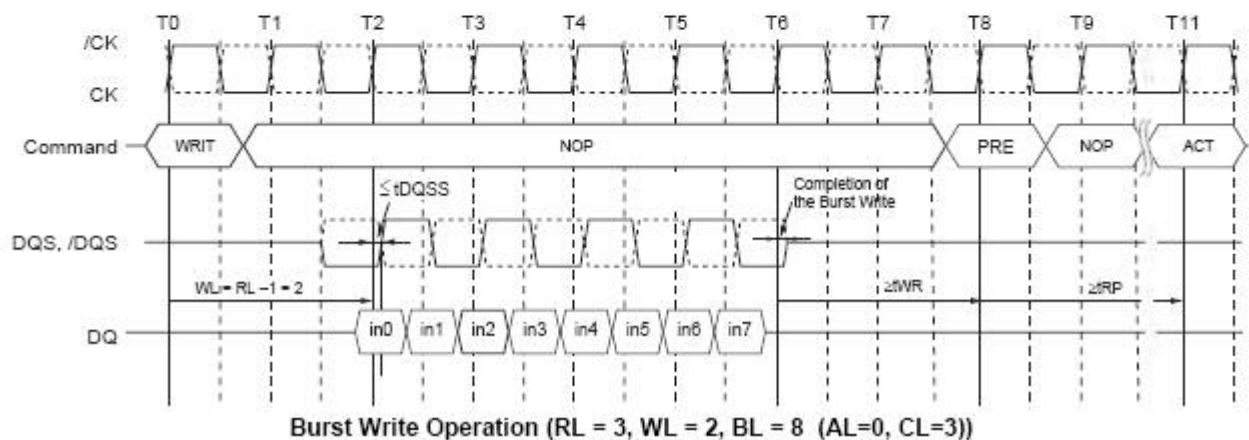 T0 T1 T2 T3 T4 T5 T6 T7 T8 T9 T11
/CK
CK
Command WRIT NOP PRE NOP ACT
≤ tDQSS
Completion of
the Burst Write
DQS, /DQS
WL = RL –1 = 2 ≥tWR ≥tRP
DQ in0 in1 in2 in3 in4 in5 in6 in7
Burst Write Operation (RL = 3, WL = 2, BL = 8 (AL=0, CL=3))